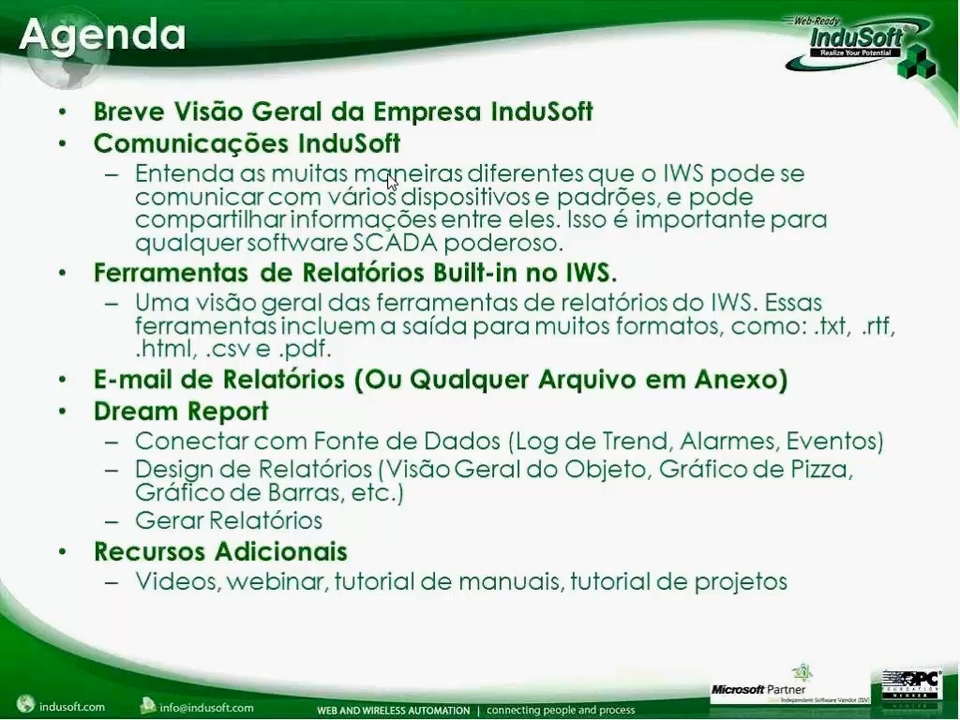 Agenda
Web-Ready
InduSoft
Realize Your Potential
• Breve Visão Geral da Empresa InduSoft
• Comunicações InduSoft
– Entenda as muitas maneiras diferentes que o IWS pode se
comunicar com vários dispositivos e padrões, e pode
compartilhar informações entre eles. Isso é importante para
qualquer software SCADA poderoso.
• Ferramentas de Relatórios Built-in no IWS.
– Uma visão geral das ferramentas de relatórios do IWS. Essas
ferramentas incluem a saída para muitos formatos, como: .txt, .rtf,
.html, .csv e .pdf.
• E-mail de Relatórios (Ou Qualquer Arquivo em Anexo)
• Dream Report
– Conectar com Fonte de Dados (Log de Trend, Alarmes, Eventos)
– Design de Relatórios (Visão Geral do Objeto, Gráfico de Pizza,
Gráfico de Barras, etc.)
– Gerar Relatórios
• Recursos Adicionais
– Videos, webinar, tutorial de manuais, tutorial de projetos
indusoft.com
info@indusoft.com
WEB AND WIRELESS AUTOMATION | connecting people and process
Microsoft Partner
Independent Software Vendor (ISV)
OPC
FOUNDATION
MEMBER